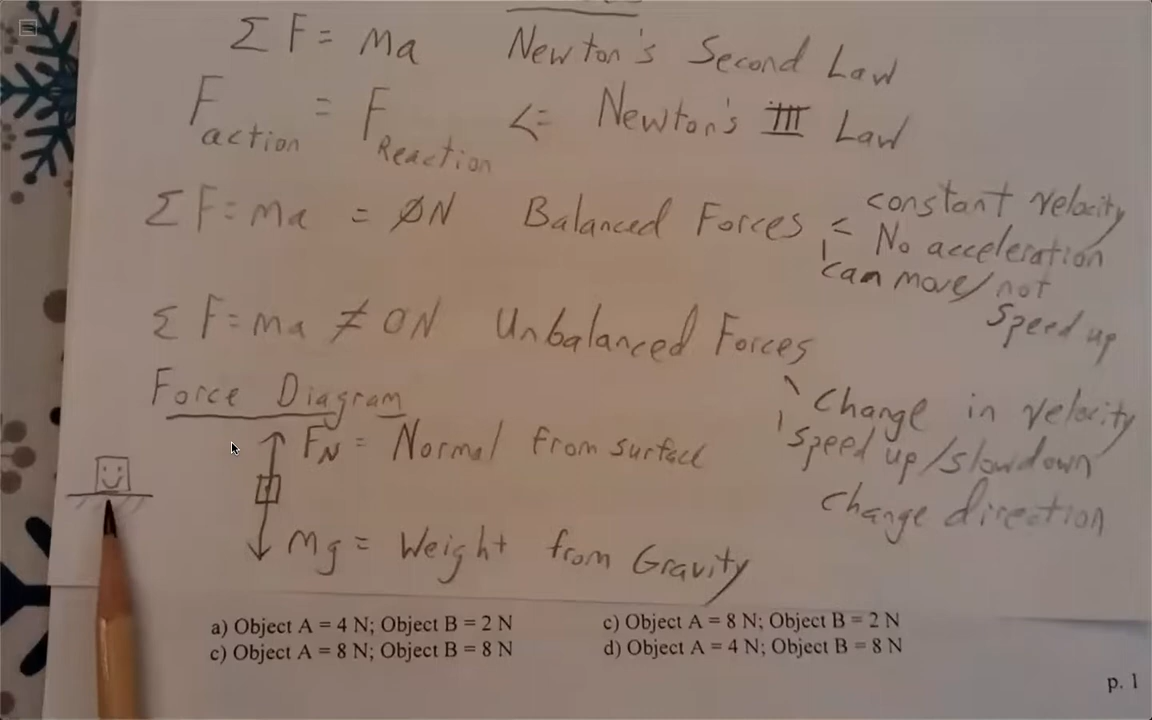 ΣF = ma Newton's Second Law
F action = F Reaction <= Newton's III Law
ΣF = ma = ØN Balanced Forces < constant velocity
No acceleration
can move/not
speed up
ΣF = ma ≠ 0N Unbalanced Forces
Change in velocity
speed up/slowdown
change direction
Force Diagram
FN = Normal from surface
Mg = Weight from Gravity
a) Object A = 4 N; Object B = 2 N c) Object A = 8 N; Object B = 2 N
c) Object A = 8 N; Object B = 8 N d) Object A = 4 N; Object B = 8 N
p. 1